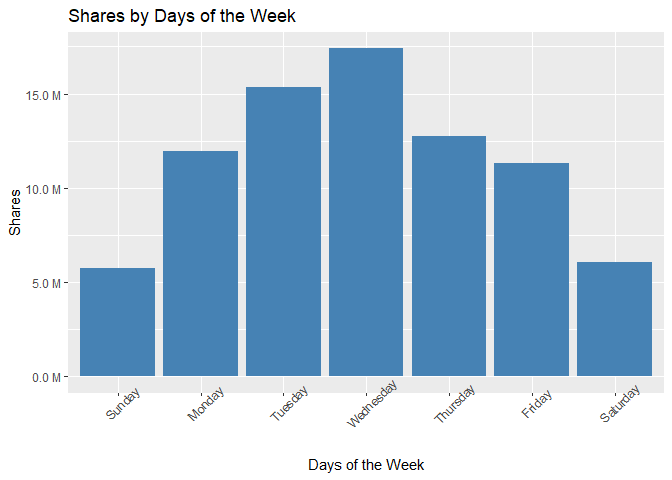 Shares by Days of the Week
15.0 M
10.0 M
5.0 M
0.0 M
Shares
Sunday
Monday
Tuesday
Wednesday
Thursday
Friday
Saturday
Days of the Week